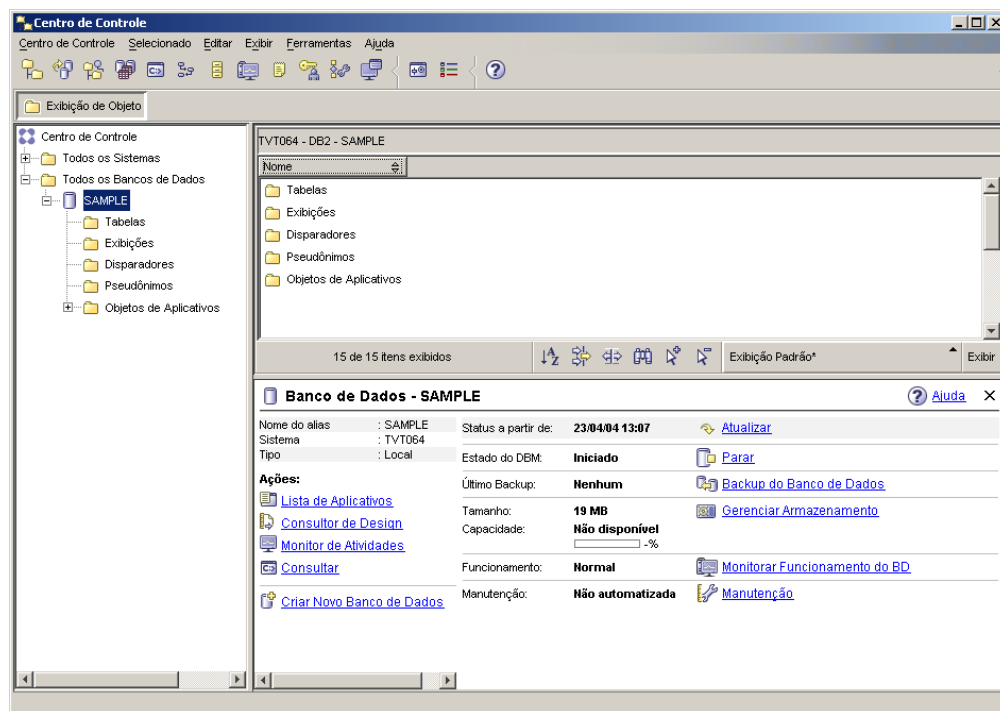 Centro de Controle
Centro de Controle Selecionado Editar Exibir Ferramentas Ajuda
Exibição de Objeto
Centro de Controle
Todos os Sistemas
Todos os Bancos de Dados
SAMPLE
Tabelas
Exibições
Disparadores
Pseudônimos
Objetos de Aplicativos
TVT064 - DB2 - SAMPLE
Nome
Tabelas
Exibições
Disparadores
Pseudônimos
Objetos de Aplicativos
15 de 15 itens exibidos
Exibição Padrão*
Exibir
Banco de Dados - SAMPLE
Ajuda
Nome do alias : SAMPLE
Sistema : TVT064
Tipo : Local
Ações:
Lista de Aplicativos
Consultor de Design
Monitor de Atividades
Consultar
Criar Novo Banco de Dados
Status a partir de: 23/04/04 13:07 Atualizar
Estado do DBM: Iniciado Parar
Último Backup: Nenhum Backup do Banco de Dados
Tamanho: 19 MB Gerenciar Armazenamento
Capacidade: Não disponível
-%
Funcionamento: Normal Monitorar Funcionamento do BD
Manutenção: Não automatizada Manutenção